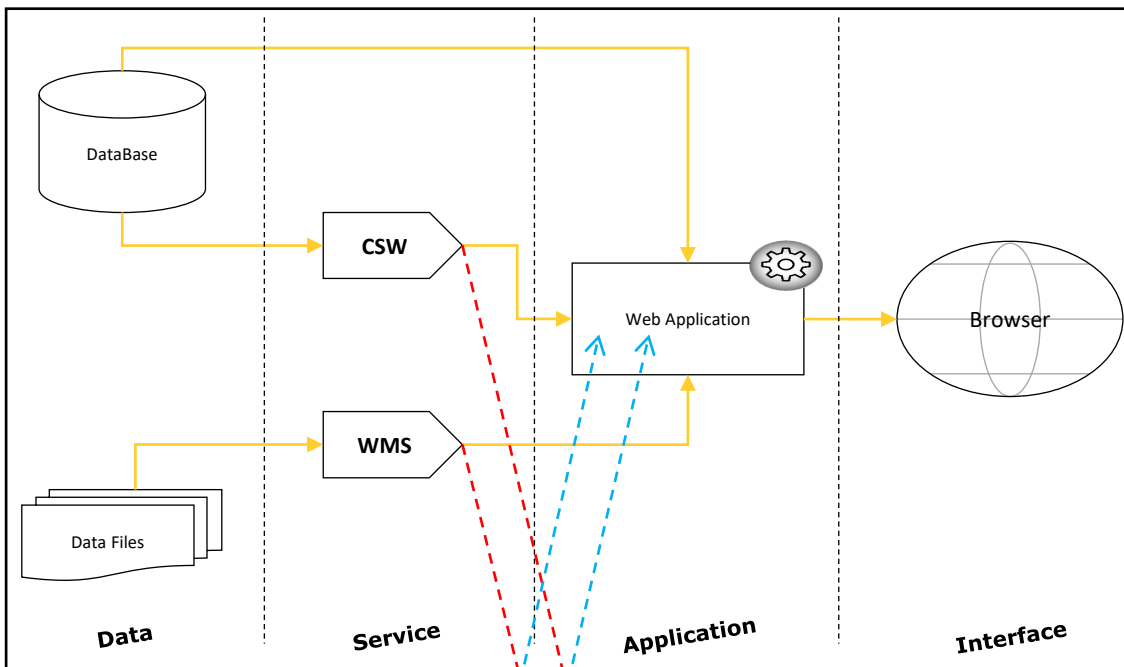 DataBase
CSW
Web Application
Browser
WMS
Data Files
Data
Service
Application
Interface